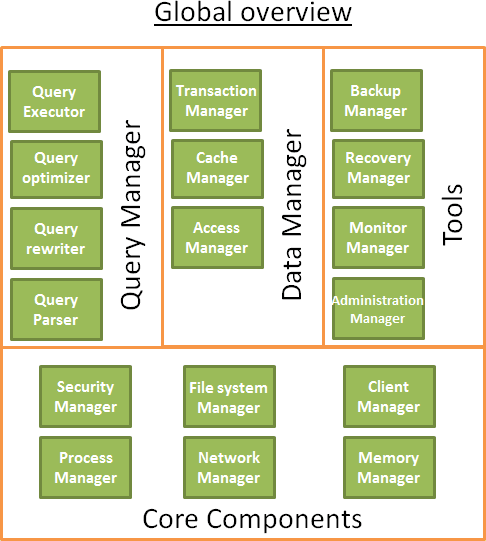 Global overview
Query
Executor
Query
optimizer
Query
rewriter
Query
Parser
Query Manager
Transaction
Manager
Cache
Manager
Access
Manager
Data Manager
Backup
Manager
Recovery
Manager
Monitor
Manager
Administration
Manager
Tools
Security
Manager
File system
Manager
Client
Manager
Process
Manager
Network
Manager
Memory
Manager
Core Components